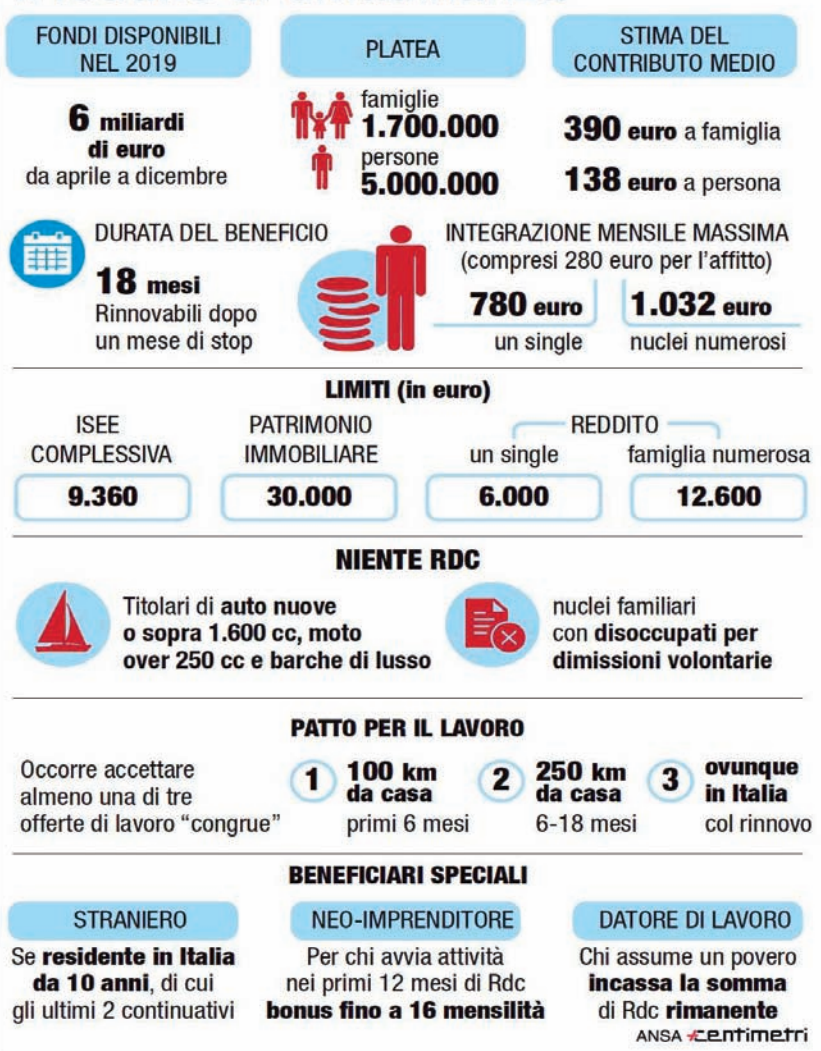 FONDI DISPONIBILI
NEL 2019
6 miliardi
di euro
da aprile a dicembre
PLATEA
famiglie
1.700.000
persone
5.000.000
STIMA DEL
CONTRIBUTO MEDIO
390 euro a famiglia
138 euro a persona
DURATA DEL BENEFICIO
18 mesi
Rinnovabili dopo
un mese di stop
INTEGRAZIONE MENSILE MASSIMA
(compresi 280 euro per l'affitto)
780 euro
un single
1.032 euro
nuclei numerosi
LIMITI (in euro)
ISEE
COMPLESSIVA
9.360
PATRIMONIO
IMMOBILIARE
30.000
REDDITO
un single
6.000
famiglia numerosa
12.600
NIENTE RDC
Titolari di auto nuove
o sopra 1.600 cc, moto
over 250 cc e barche di lusso
nuclei familiari
con disoccupati per
dimissioni volontarie
PATTO PER IL LAVORO
Occorre accettare
almeno una di tre
offerte di lavoro “congrue”
1 100 km
da casa
primi 6 mesi
2 250 km
da casa
6-18 mesi
3 ovunque
in Italia
col rinnovo
BENEFICIARI SPECIALI
STRANIERO
Se residente in Italia
da 10 anni, di cui
gli ultimi 2 continuativi
NEO-IMPRENDITORE
Per chi avvia attività
nei primi 12 mesi di Rdc
bonus fino a 16 mensilità
DATORE DI LAVORO
Chi assume un povero
incassa la somma
di Rdc rimanente
ANSA centimetri